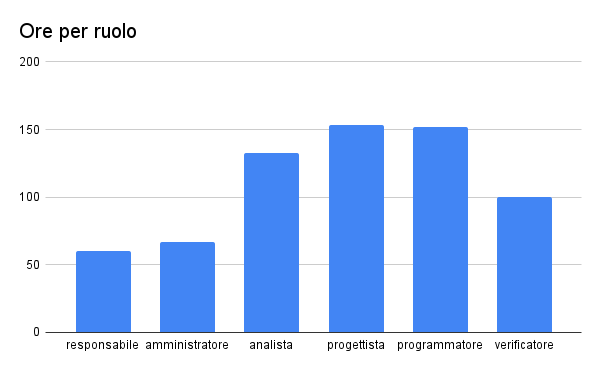 Ore per ruolo
200
150
100
50
0
responsabile amministratore analista progettista programmatore verificatore